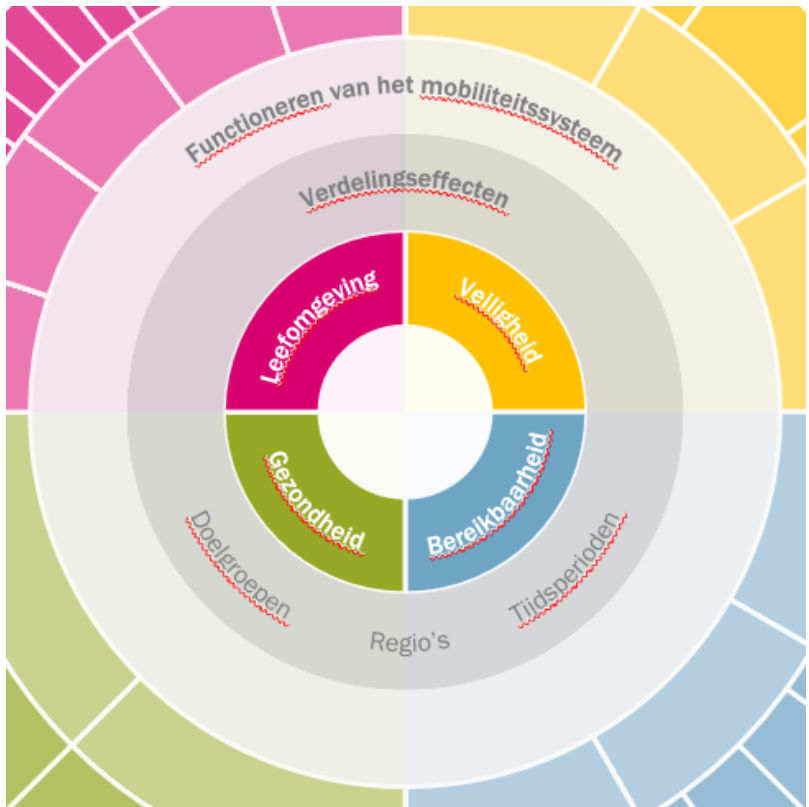 Functioneren van het mobiliteitssysteem
Verdelingseffecten
Leefomgeving
Veiligheid
Gezondheid
Bereikbaarheid
Doelgroepen
Regio's
Tijdsperioden